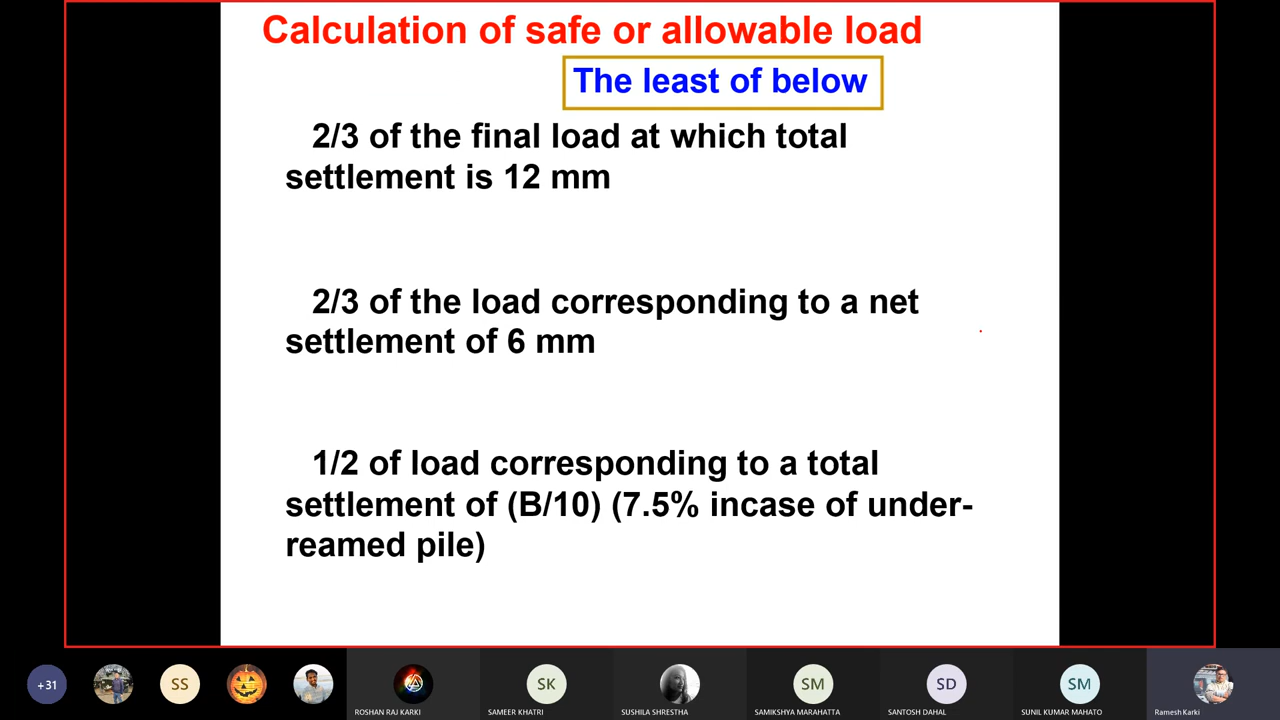 Calculation of safe or allowable load
The least of below
2/3 of the final load at which total
settlement is 12 mm
2/3 of the load corresponding to a net
settlement of 6 mm
1/2 of load corresponding to a total
settlement of (B/10) (7.5% incase of under-
reamed pile)
+31
SS
ROSHAN RAJ KARKI
SK
SAMEER KHATRI
SUSHILA SHRESTHA
SM
SAMIKSHYA MARAHATTA
SD
SANTOSH DAHAL
SM
SUNIL KUMAR MAHATO
Ramesh Karki